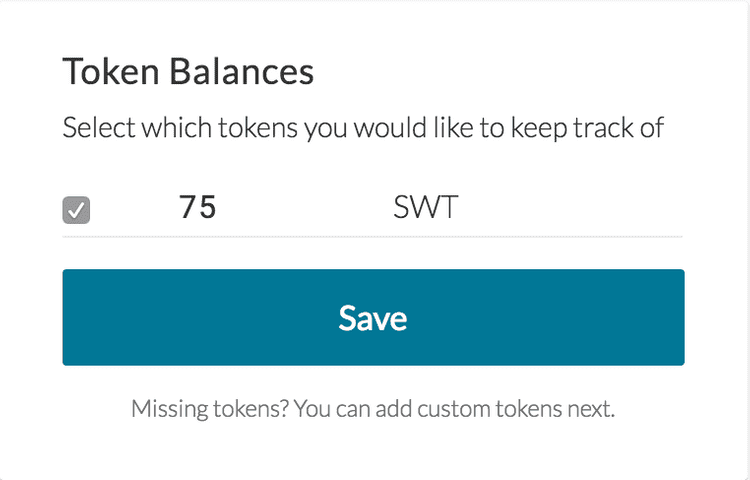 Token Balances
Select which tokens you would like to keep track of
75 SWT
Save
Missing tokens? You can add custom tokens next.